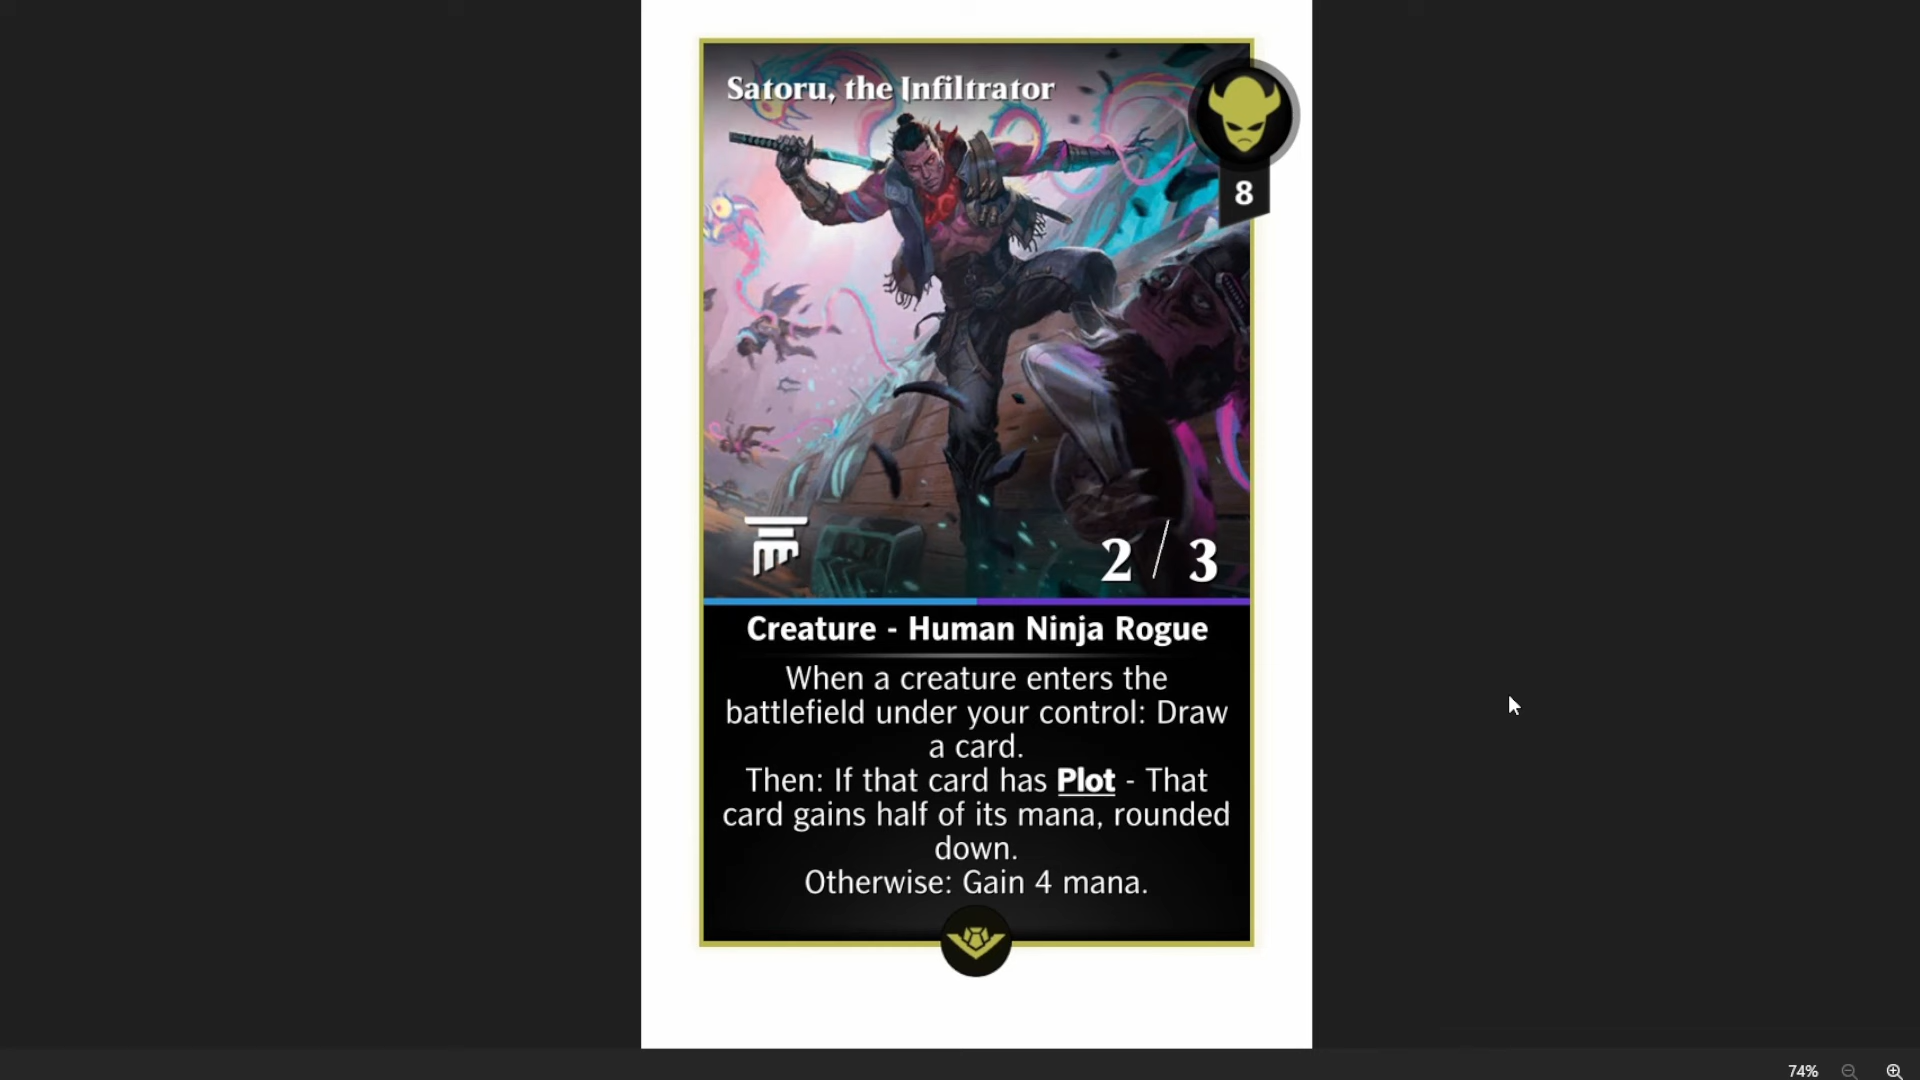 Satoru, the Infiltrator
8
2 / 3
Creature - Human Ninja Rogue
When a creature enters the
battlefield under your control: Draw
a card.
Then: If that card has Plot - That
card gains half of its mana, rounded
down.
Otherwise: Gain 4 mana.
74%